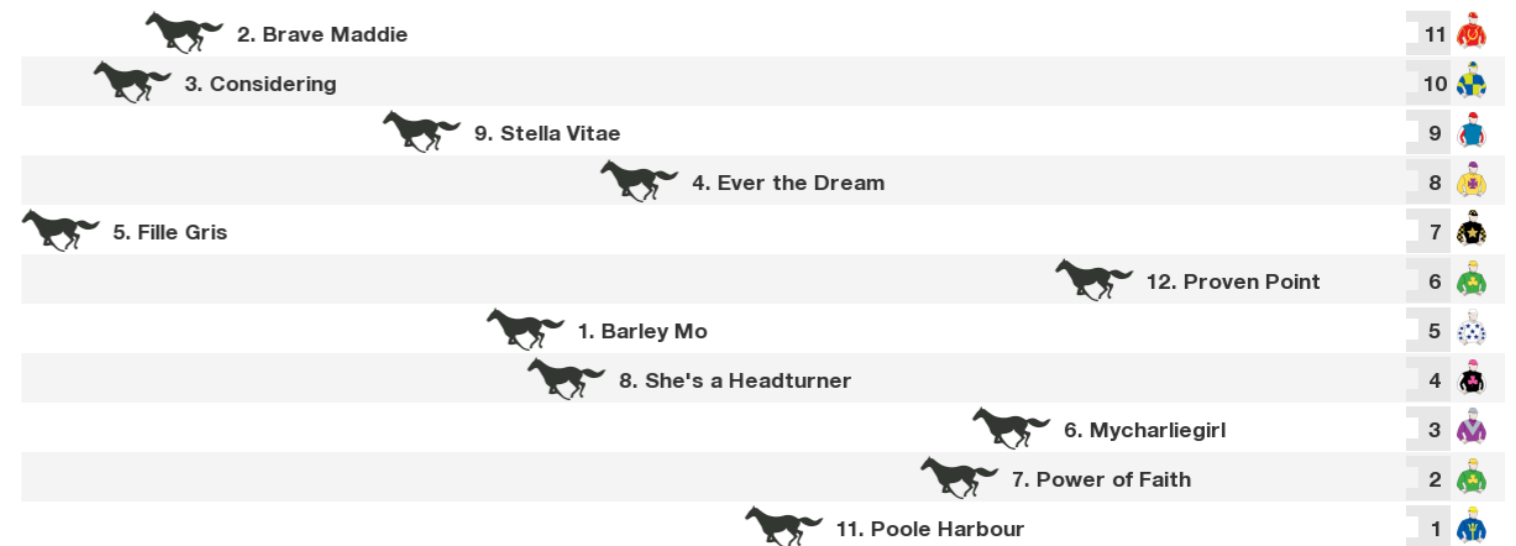 2. Brave Maddie 11
3. Considering 10
9. Stella Vitae 9
4. Ever the Dream 8
5. Fille Gris 7
12. Proven Point 6
1. Barley Mo 5
8. She's a Headturner 4
6. Mycharliegirl 3
7. Power of Faith 2
11. Poole Harbour 1